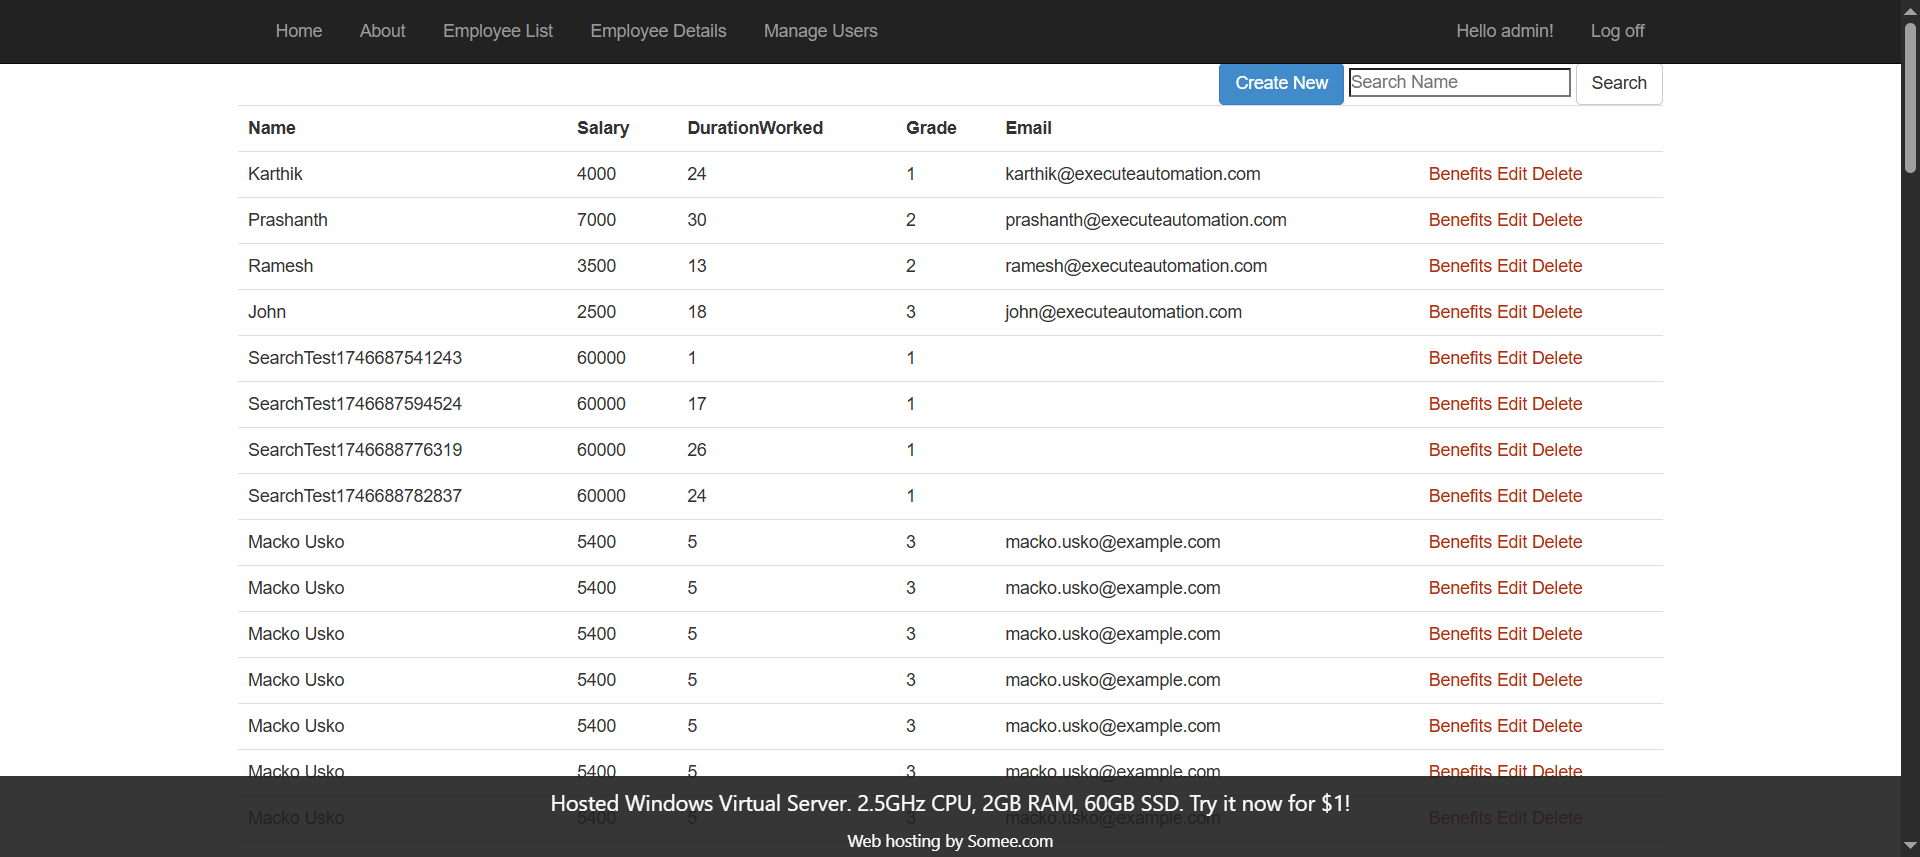 Home About Employee List Employee Details Manage Users Hello admin! Log off
Create New Search Name Search
Name Salary DurationWorked Grade Email
Karthik 4000 24 1 karthik@executeautomation.com Benefits Edit Delete
Prashanth 7000 30 2 prashanth@executeautomation.com Benefits Edit Delete
Ramesh 3500 13 2 ramesh@executeautomation.com Benefits Edit Delete
John 2500 18 3 john@executeautomation.com Benefits Edit Delete
SearchTest1746687541243 60000 1 1 Benefits Edit Delete
SearchTest1746687594524 60000 17 1 Benefits Edit Delete
SearchTest1746688776319 60000 26 1 Benefits Edit Delete
SearchTest1746688782837 60000 24 1 Benefits Edit Delete
Macko Usko 5400 5 3 macko.usko@example.com Benefits Edit Delete
Macko Usko 5400 5 3 macko.usko@example.com Benefits Edit Delete
Macko Usko 5400 5 3 macko.usko@example.com Benefits Edit Delete
Macko Usko 5400 5 3 macko.usko@example.com Benefits Edit Delete
Macko Usko 5400 5 3 macko.usko@example.com Benefits Edit Delete
Macko Usko 5400 5 3 macko.usko@example.com Benefits Edit Delete
Hosted Windows Virtual Server. 2.5GHz CPU, 2GB RAM, 60GB SSD. Try it now for $1!
Macko Usko 5400 5 3 macko.usko@example.com Benefits Edit Delete
Web hosting by Somee.com